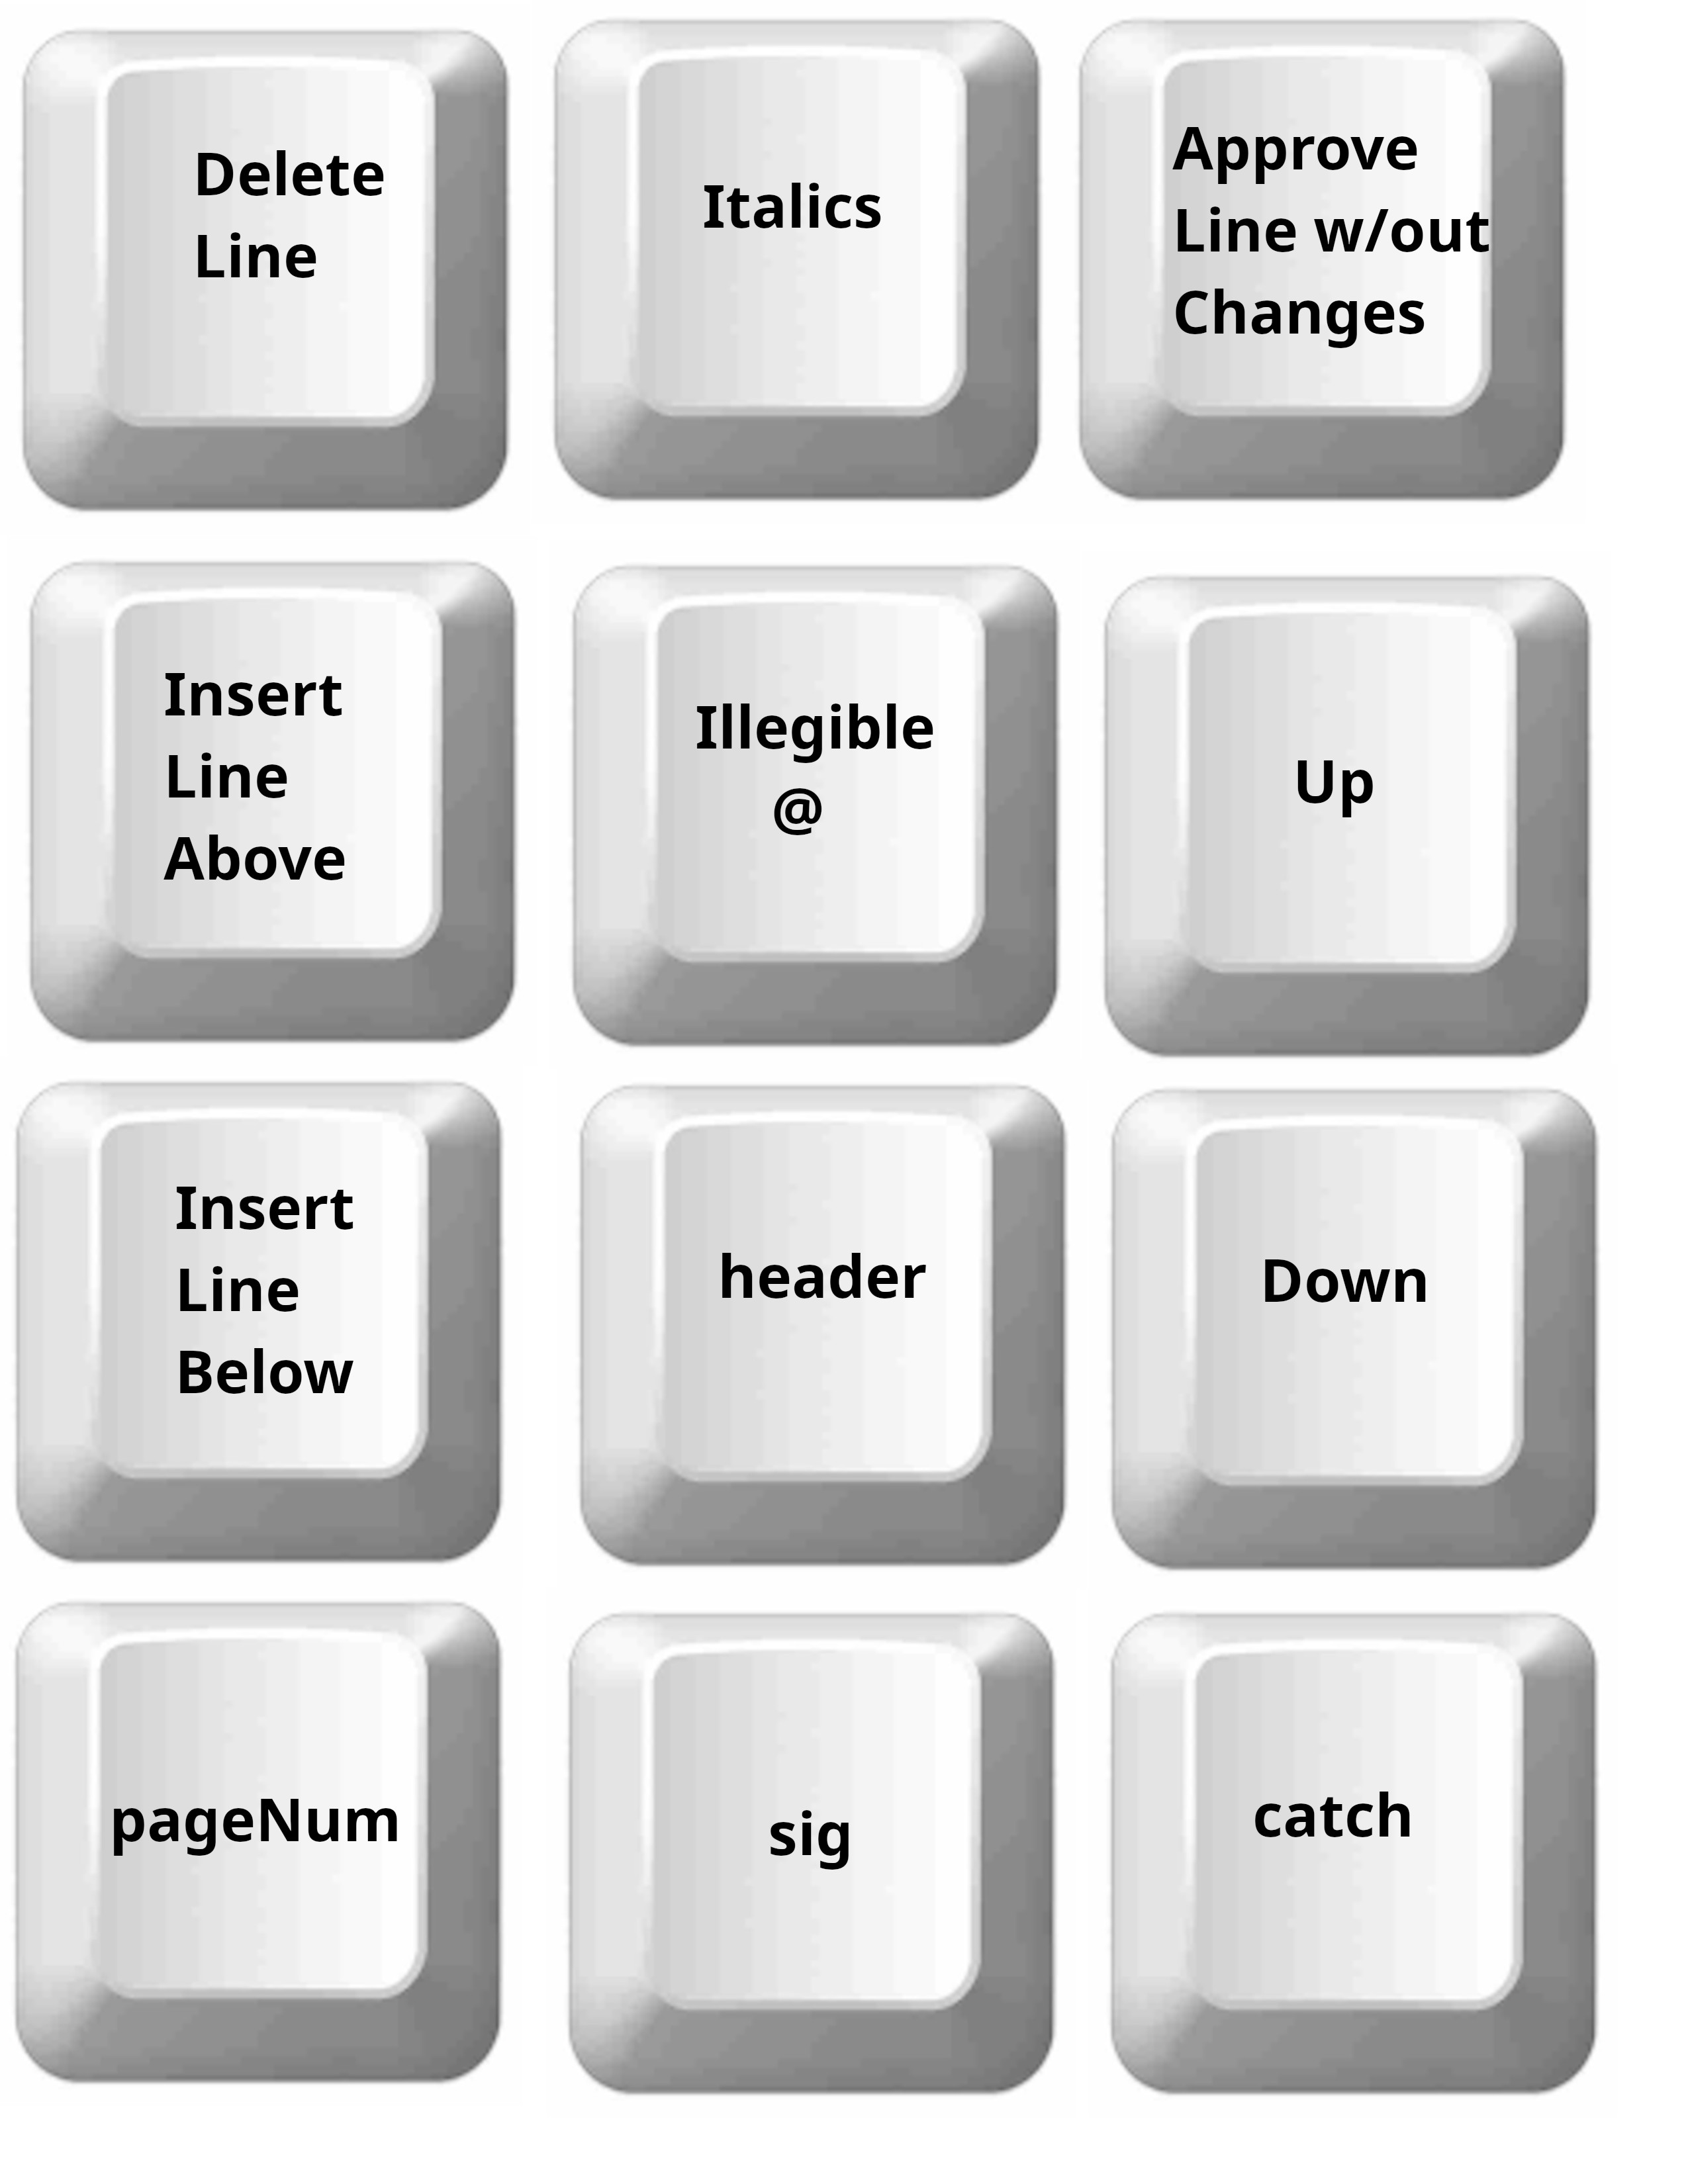 Delete
Line
Italics
Approve
Line w/out
Changes
Insert
Line
Above
Illegible
@
Up
Insert
Line
Below
header
Down
pageNum
sig
catch